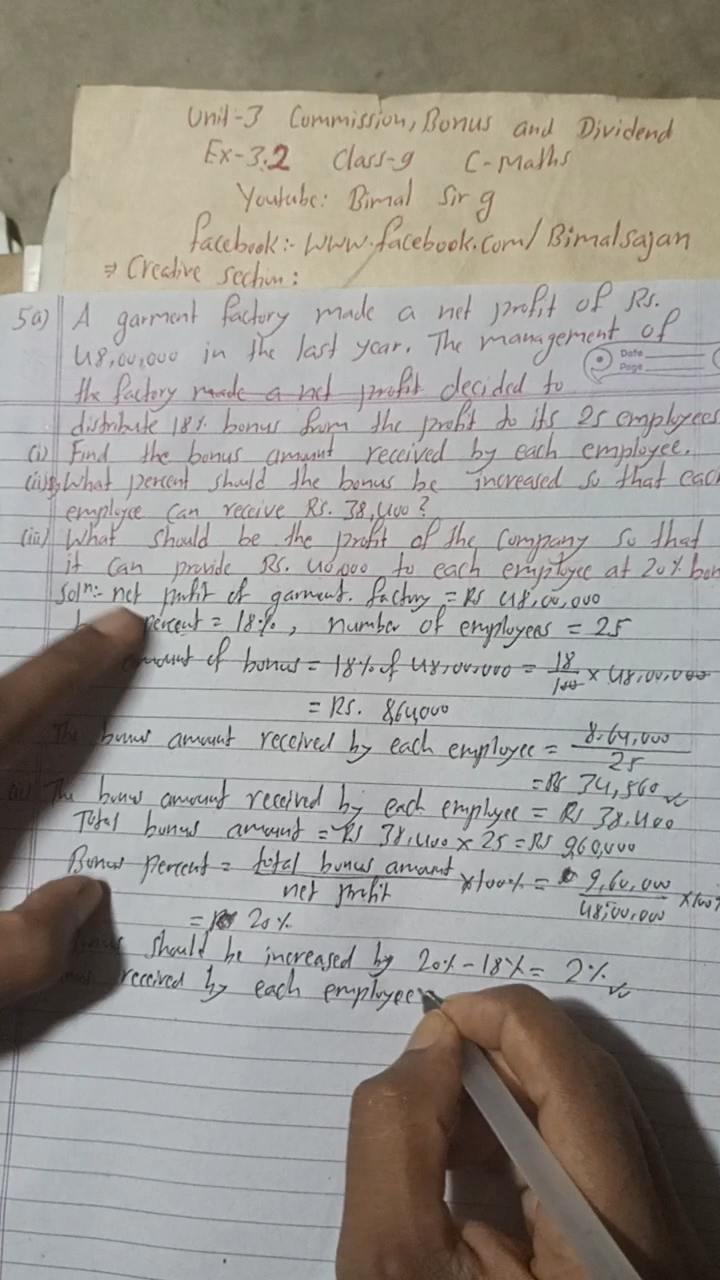 Unit-3 Commission, Bonus and Dividend
Ex-3.2 Class-9 C-Maths
Youtube: Bimal Sir g
facebook:- www.facebook.com/Bimalsajan
⇒ Creative section:
5a) A garment factory made a net profit of Rs.
48,00,000 in the last year. The management of
Date
Page
the factory made a net profit decided to
distribute 18% bonus from the profit to its 25 employees
(i) Find the bonus amount received by each employee.
(ii) What percent should the bonus be increased so that each
employee can receive Rs. 38,400?
(iii) What should be the profit of the company so that
it can provide Rs. 40,000 to each employee at 20% bon
Solⁿ:- net profit of garment factory = Rs 48,00,000
percent = 18%, number of employees = 25
amount of bonus = 18% of 48,00,000 = 18/100 × 48,00,000
= Rs. 8,64,000
The bonus amount received by each employee = 8,64,000/25
= Rs 34,560
The bonus amount received by each employee = Rs 38,400
Total bonus amount = Rs 38,400 × 25 = Rs 960,000
Bonus percent = total bonus amount/net profit × 100% = 9,60,000/48,00,000 × 100%
= 20%
should be increased by 20% - 18% = 2%
received by each employee